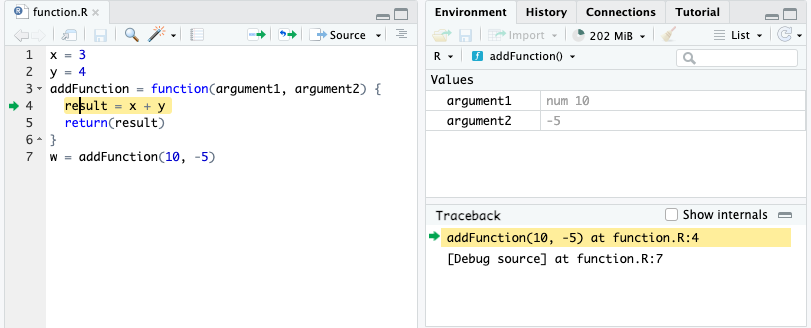 function.R
Source
1 x = 3
2 y = 4
3 addFunction = function(argument1, argument2) {
4 result = x + y
5 return(result)
6 }
7 w = addFunction(10, -5)
Environment History Connections Tutorial
Import 202 MiB List
R addFunction()
Values
argument1 num 10
argument2 -5
Traceback Show internals
addFunction(10, -5) at function.R:4
[Debug source] at function.R:7